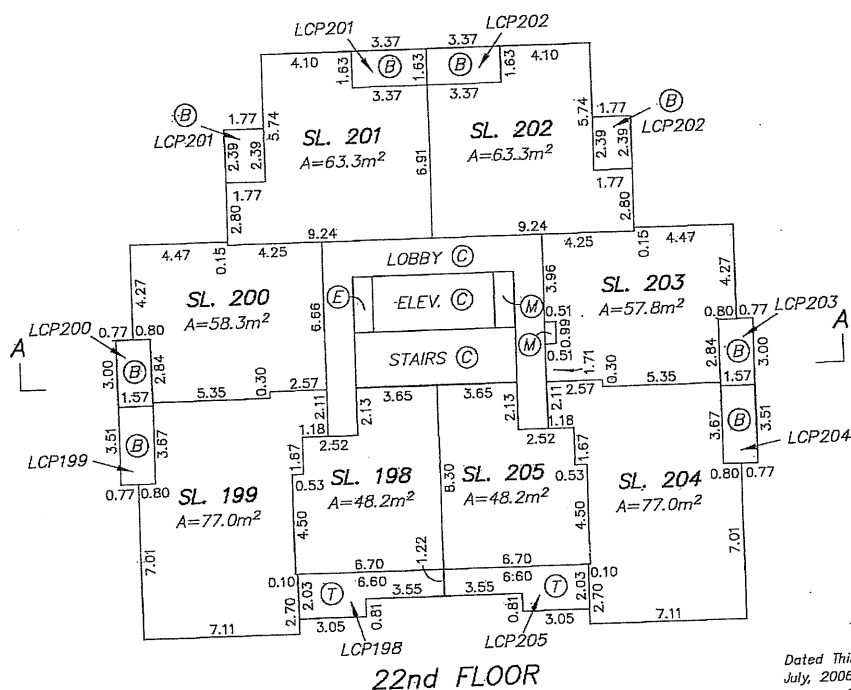 LCP201
LCP202
3.37
3.37
4.10
1.63
B
1.63
B
1.63
4.10
3.37
3.37
B
1.77
LCP201
2.39
2.39
5.74
SL. 201
A=63.3m²
6.91
SL. 202
A=63.3m²
5.74
1.77
B
LCP202
2.39
2.39
1.77
2.80
1.77
2.80
9.24
9.24
4.47
0.15
4.25
LOBBY C
4.25
0.15
4.47
4.27
SL. 200
A=58.3m²
6.66
E
ELEV. C
M
3.96
SL. 203
A=57.8m²
4.27
LCP200
0.77
0.80
0.51
0.99
M
0.51
0.80
0.77
LCP203
A
3.00
B
2.84
STAIRS C
1.71
0.30
2.84
B
3.00
A
1.57
5.35
0.30
2.57
2.11
2.13
3.65
3.65
2.13
2.11
5.35
1.57
3.51
B
3.67
1.18
2.52
2.52
1.18
3.67
B
3.51
LCP199
1.67
1.67
LCP204
0.77
0.80
SL. 199
A=77.0m²
0.53
SL. 198
A=48.2m²
8.30
SL. 205
A=48.2m²
0.53
SL. 204
A=77.0m²
0.80
0.77
7.01
4.50
4.50
7.01
1.22
6.70
6.70
0.10
2.03
6.60
6.60
2.03
0.10
2.70
T
3.55
3.55
T
2.70
3.05
0.81
0.81
3.05
7.11
LCP198
LCP205
22nd FLOOR
Dated Thi
July, 2006